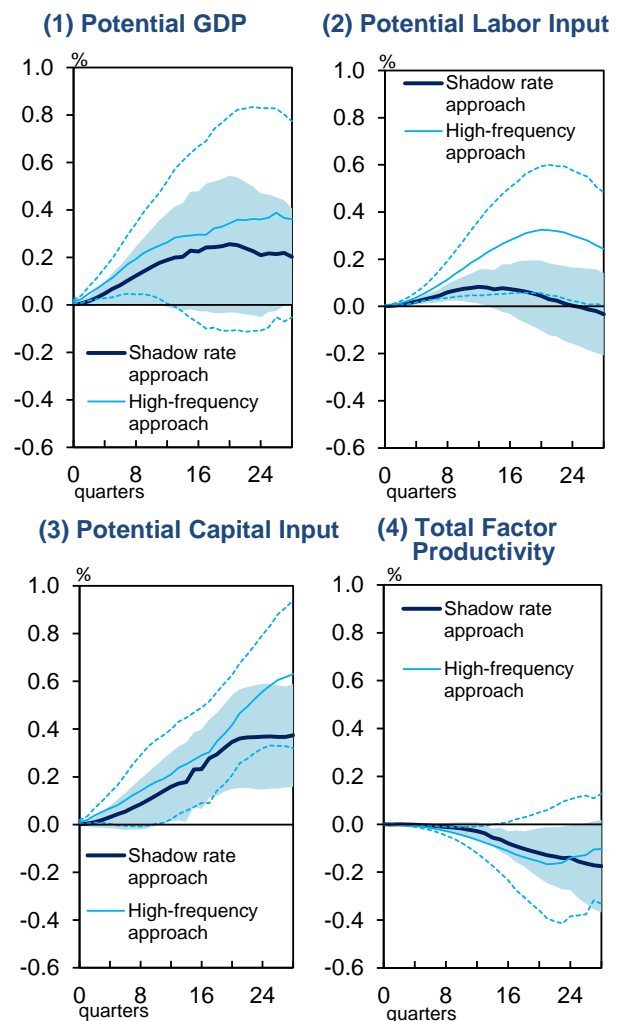 (1) Potential GDP
%
1.0
0.8
0.6
0.4
0.2
0.0
-0.2
-0.4
-0.6
Shadow rate
approach
High-frequency
approach
0 8 16 24
quarters
(2) Potential Labor Input
%
1.0
0.8
0.6
0.4
0.2
0.0
-0.2
-0.4
-0.6
Shadow rate
approach
High-frequency
approach
0 8 16 24
quarters
(3) Potential Capital Input
%
1.0
0.8
0.6
0.4
0.2
0.0
-0.2
-0.4
-0.6
Shadow rate
approach
High-frequency
approach
0 8 16 24
quarters
(4) Total Factor
Productivity
%
1.0
0.8
0.6
0.4
0.2
0.0
-0.2
-0.4
-0.6
Shadow rate
approach
High-frequency
approach
0 8 16 24
quarters